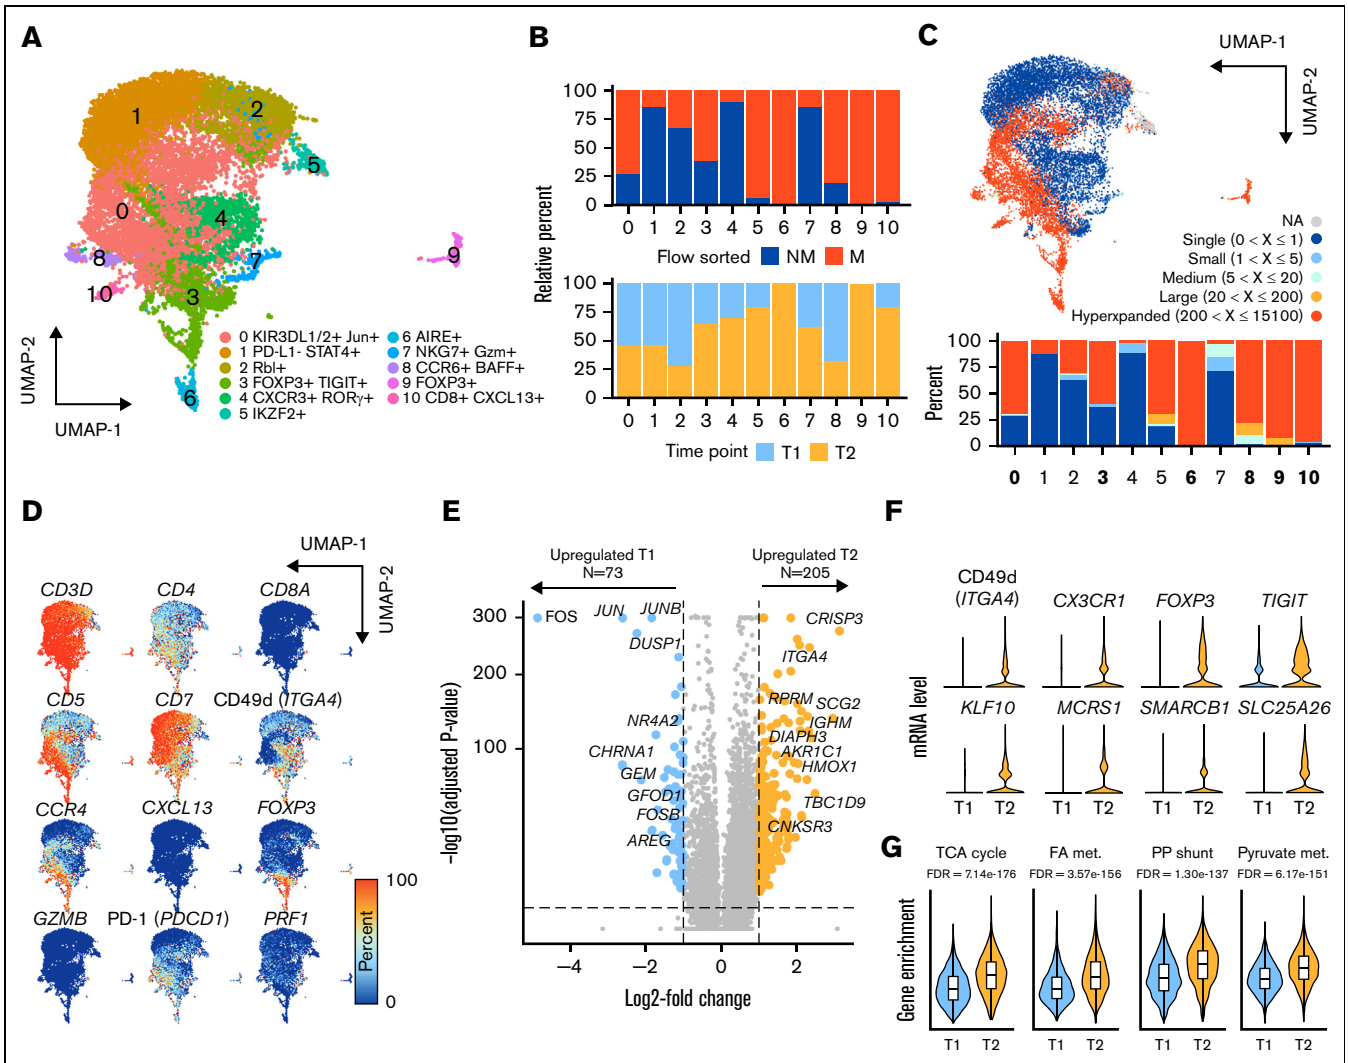 A
1
2
5
0
4
8
7
9
10
3
6
UMAP-2
UMAP-1
0 KIR3DL1/2+ Jun+
1 PD-L1- STAT4+
2 Rbl+
3 FOXP3+ TIGIT+
4 CXCR3+ RORγ+
5 IKZF2+
6 AIRE+
7 NKG7+ Gzm+
8 CCR6+ BAFF+
9 FOXP3+
10 CD8+ CXCL13+
B
Relative percent
100
75
50
25
0
0 1 2 3 4 5 6 7 8 9 10
Flow sorted NM M
100
75
50
25
0
0 1 2 3 4 5 6 7 8 9 10
Time point T1 T2
C
UMAP-1
UMAP-2
NA
Single (0 < X ≤ 1)
Small (1 < X ≤ 5)
Medium (5 < X ≤ 20)
Large (20 < X ≤ 200)
Hyperexpanded (200 < X ≤ 15100)
Percent
100
75
50
25
0
0 1 2 3 4 5 6 7 8 9 10
D
UMAP-1
UMAP-2
CD3D CD4 CD8A
CD5 CD7 CD49d (ITGA4)
CCR4 CXCL13 FOXP3
GZMB PD-1 (PDCD1) PRF1
100
Percent
0
E
Upregulated T1
N=73
Upregulated T2
N=205
–log10(adjusted P-value)
300
200
100
FOS
JUN
JUNB
DUSP1
NR4A2
CHRNA1
GEM
GFOD1
FOSB
AREG
CRISP3
ITGA4
RPRM
SCG2
IGHM
DIAPH3
AKR1C1
HMOX1
TBC1D9
CNKSR3
−4 −2 0 2
Log2-fold change
F
mRNA level
CD49d
(ITGA4)
CX3CR1
FOXP3
TIGIT
KLF10
MCRS1
SMARCB1
SLC25A26
T1 T2 T1 T2 T1 T2 T1 T2
G
Gene enrichment
TCA cycle
FDR = 7.14e-176
FA met.
FDR = 3.57e-156
PP shunt
FDR = 1.30e-137
Pyruvate met.
FDR = 6.17e-151
T1 T2 T1 T2 T1 T2 T1 T2